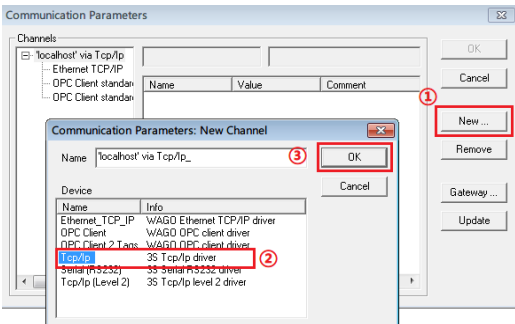 Communication Parameters
Channels
'localhost' via Tcp/Ip
Ethernet TCP/IP
OPC Client standar
OPC Client standar
Name Value Comment
OK
Cancel
①
New ...
Remove
Gateway ...
Update
Communication Parameters: New Channel
Name 'localhost' via Tcp/Ip_
③
OK
Cancel
Device
Name Info
Ethernet_TCP_IP WAGO Ethernet TCP/IP driver
OPC Client WAGO OPC client driver
OPC Client 2 Tags WAGO OPC client driver
Tcp/Ip 3S Tcp/Ip driver
②
Serial (RS232) 3S Serial RS232 driver
Tcp/Ip (Level 2) 3S Tcp/Ip level 2 driver